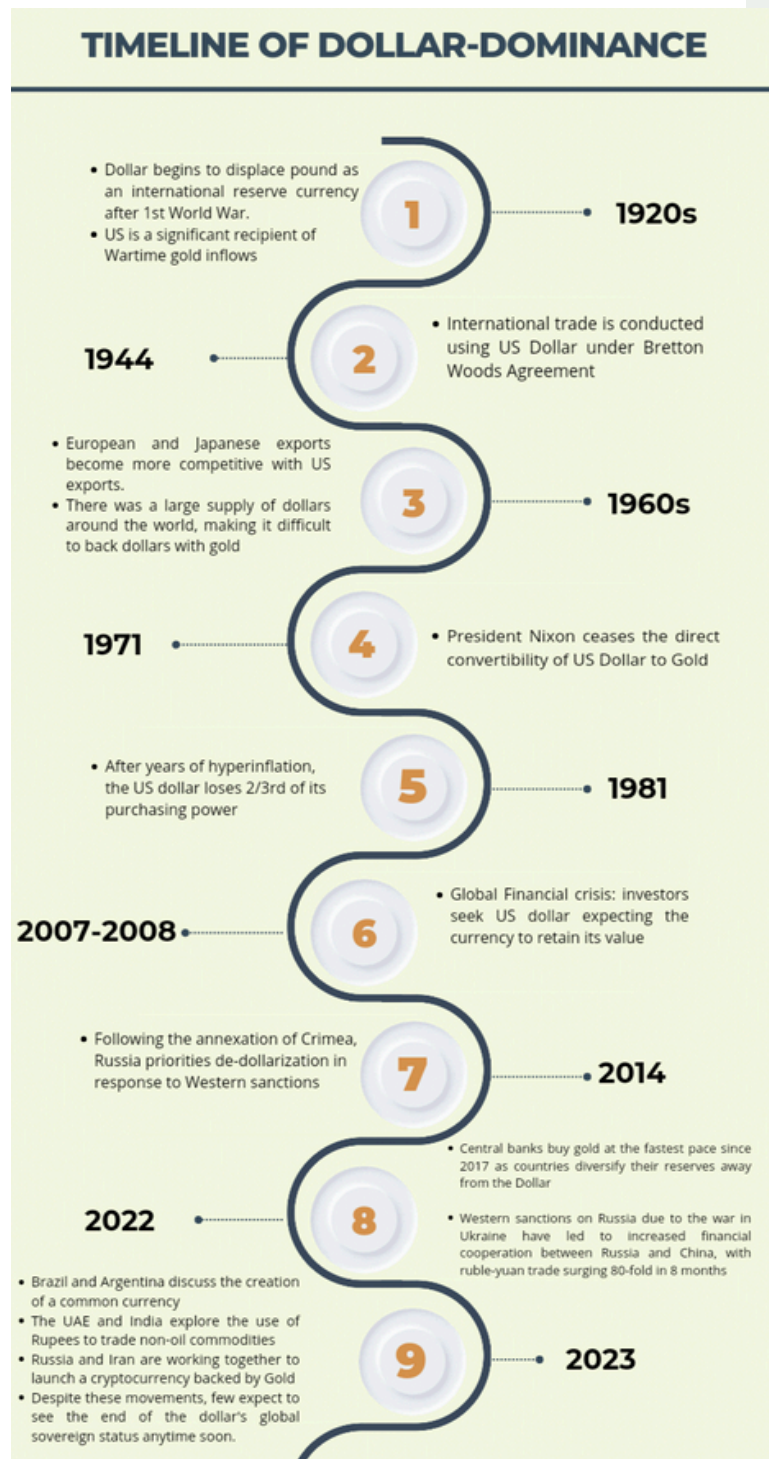 TIMELINE OF DOLLAR-DOMINANCE
• Dollar begins to displace pound as
an international reserve currency
after 1st World War.
• US is a significant recipient of
Wartime gold inflows
1
1920s
1944
2
• International trade is conducted
using US Dollar under Bretton
Woods Agreement
• European and Japanese exports
become more competitive with US
exports.
• There was a large supply of dollars
around the world, making it difficult
to back dollars with gold
3
1960s
1971
4
• President Nixon ceases the direct
convertibility of US Dollar to Gold
• After years of hyperinflation,
the US dollar loses 2/3rd of its
purchasing power
5
1981
2007-2008
6
• Global Financial crisis: investors
seek US dollar expecting the
currency to retain its value
• Following the annexation of Crimea,
Russia priorities de-dollarization in
response to Western sanctions
7
2014
2022
8
• Central banks buy gold at the fastest pace since
2017 as countries diversify their reserves away
from the Dollar
• Western sanctions on Russia due to the war in
Ukraine have led to increased financial
cooperation between Russia and China, with
ruble-yuan trade surging 80-fold in 8 months
• Brazil and Argentina discuss the creation
of a common currency
• The UAE and India explore the use of
Rupees to trade non-oil commodities
• Russia and Iran are working together to
launch a cryptocurrency backed by Gold
• Despite these movements, few expect to
see the end of the dollar's global
sovereign status anytime soon.
9
2023